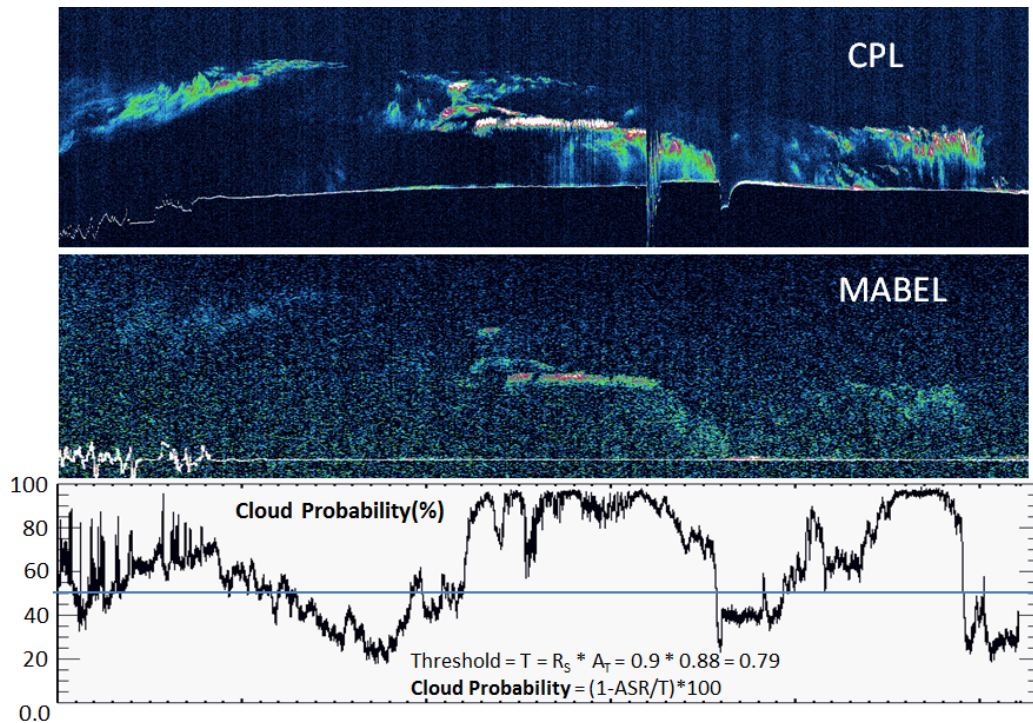 CPL
MABEL
100
80
60
40
20
0.0
Cloud Probability(%)
Threshold = T = R_S * A_T = 0.9 * 0.88 = 0.79
Cloud Probability = (1-ASR/T)*100